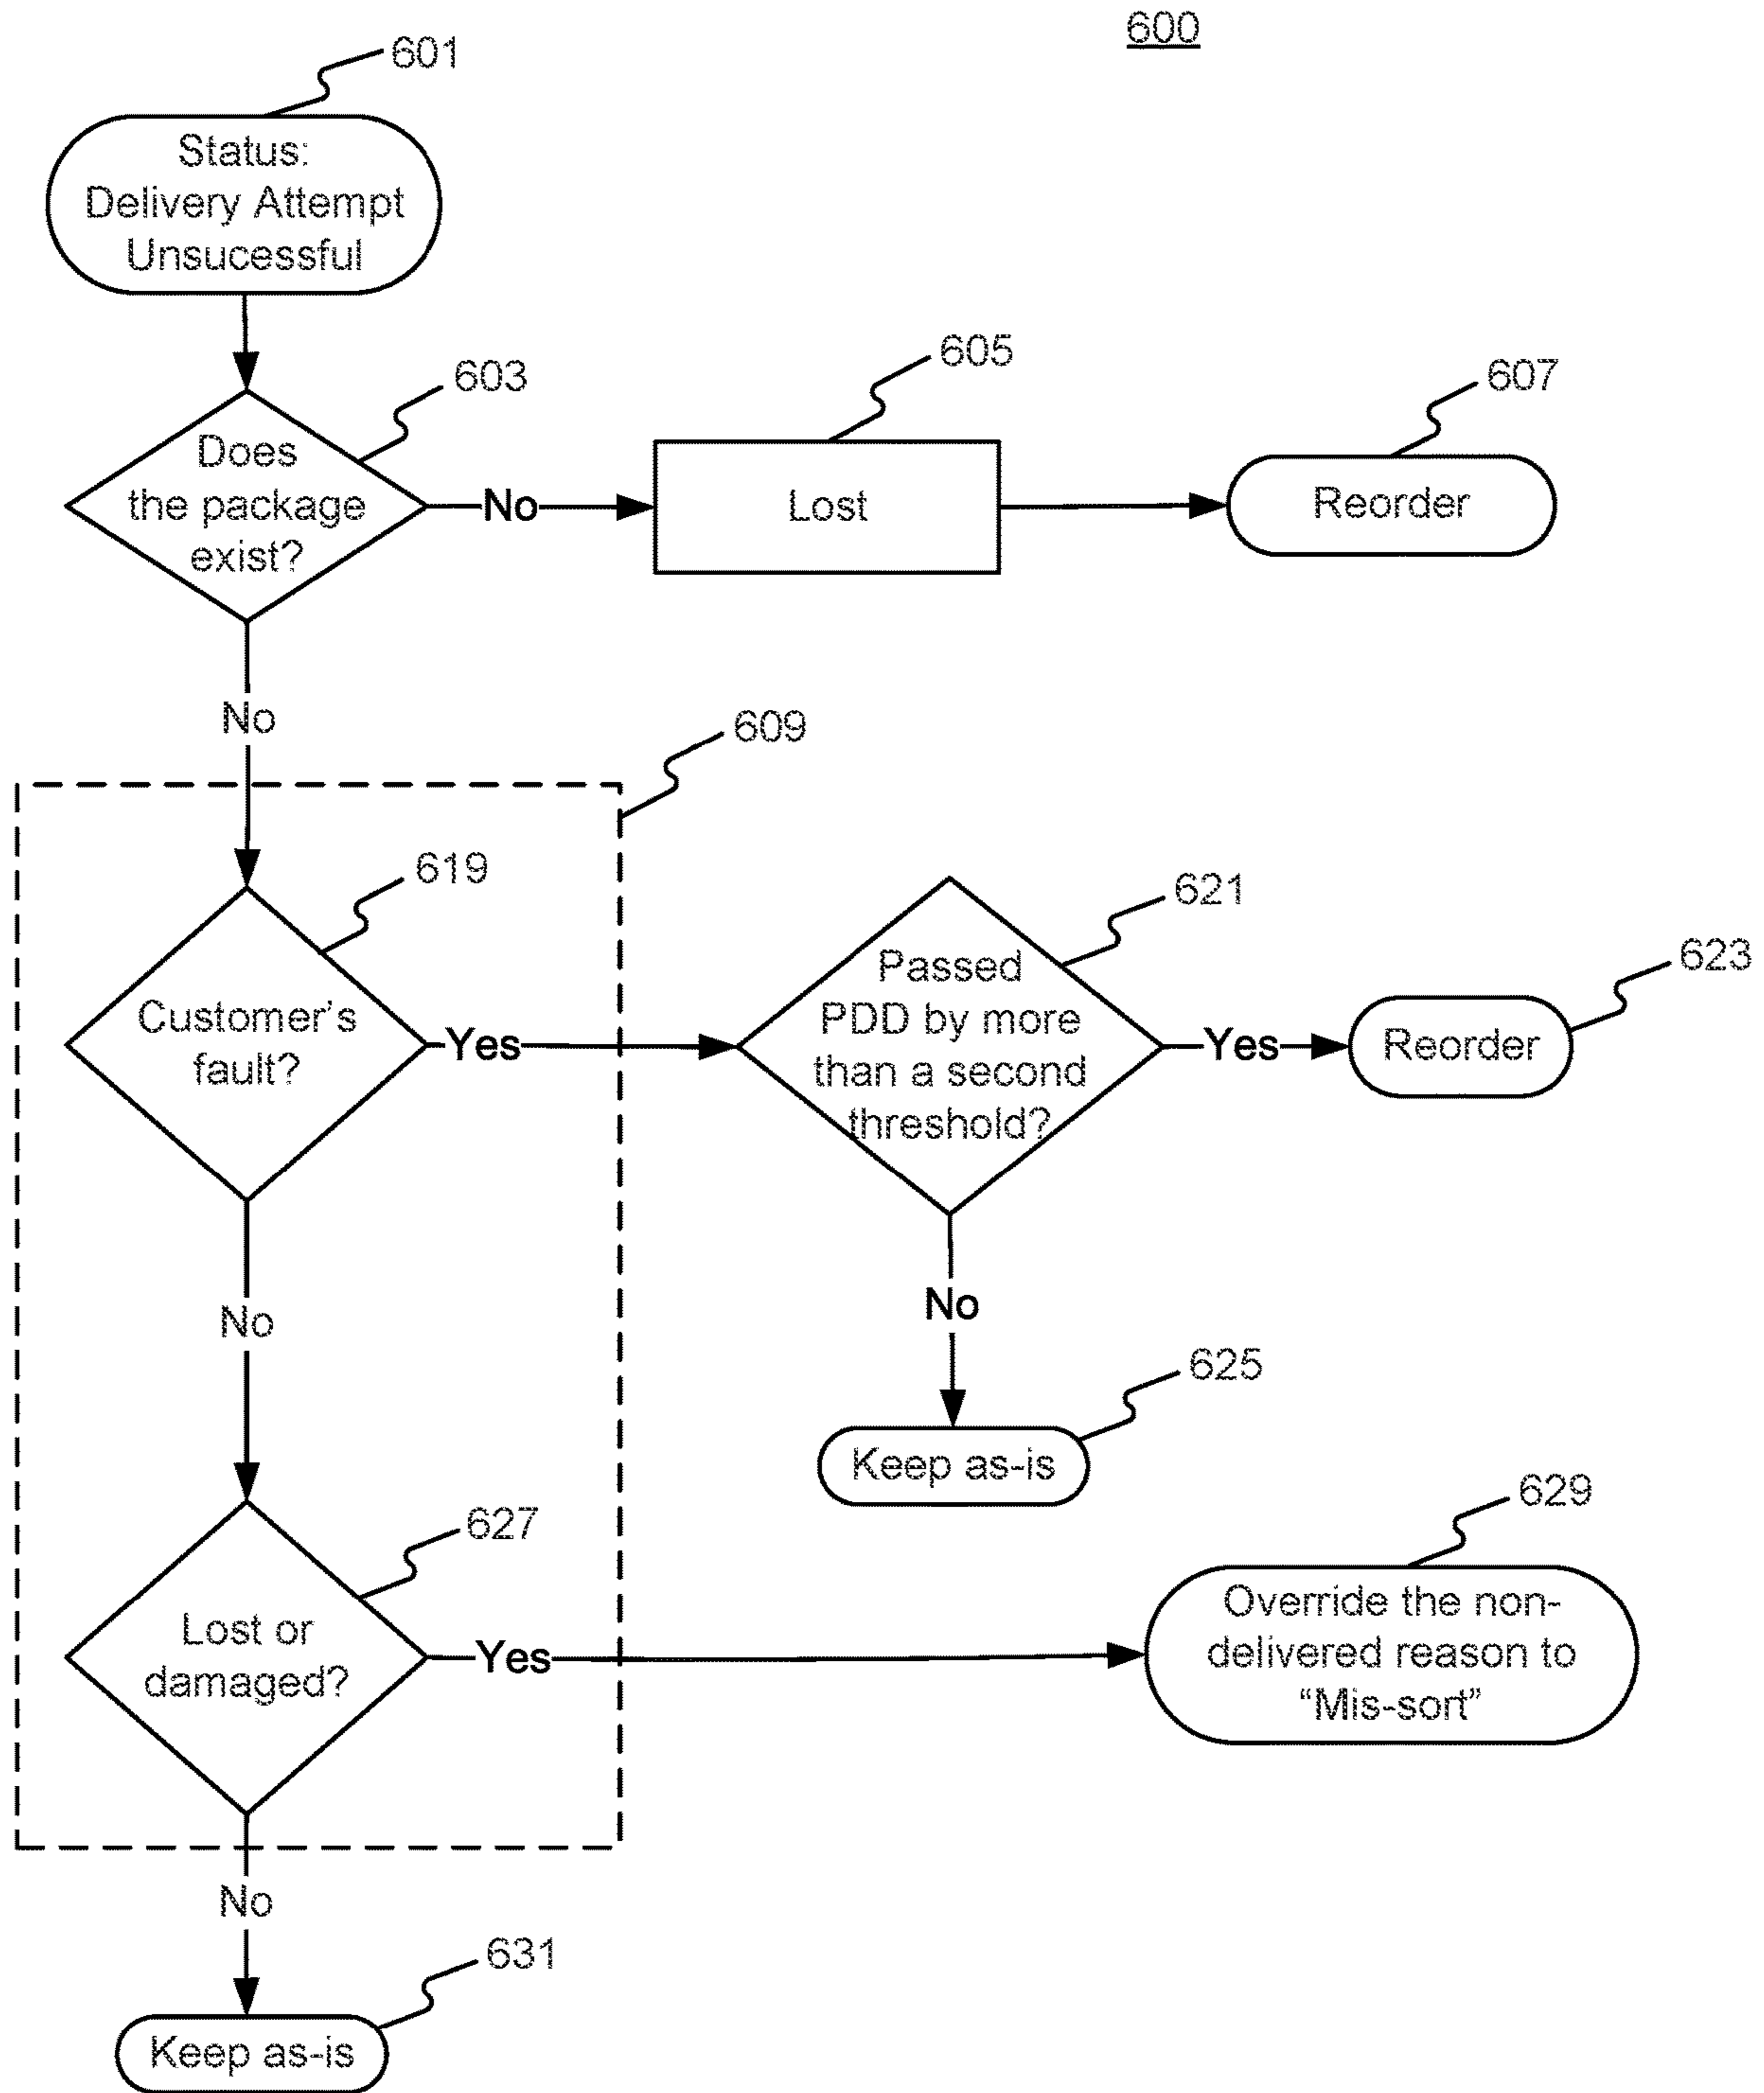 600
601
Status:
Delivery Attempt
Unsucessful
603
Does
the package
exist?
No
605
Lost
607
Reorder
No
609
619
Customer's
fault?
Yes
621
Passed
PDD by more
than a second
threshold?
Yes
623
Reorder
No
625
Keep as-is
No
627
Lost or
damaged?
Yes
629
Override the non-
delivered reason to
“Mis-sort”
No
631
Keep as-is